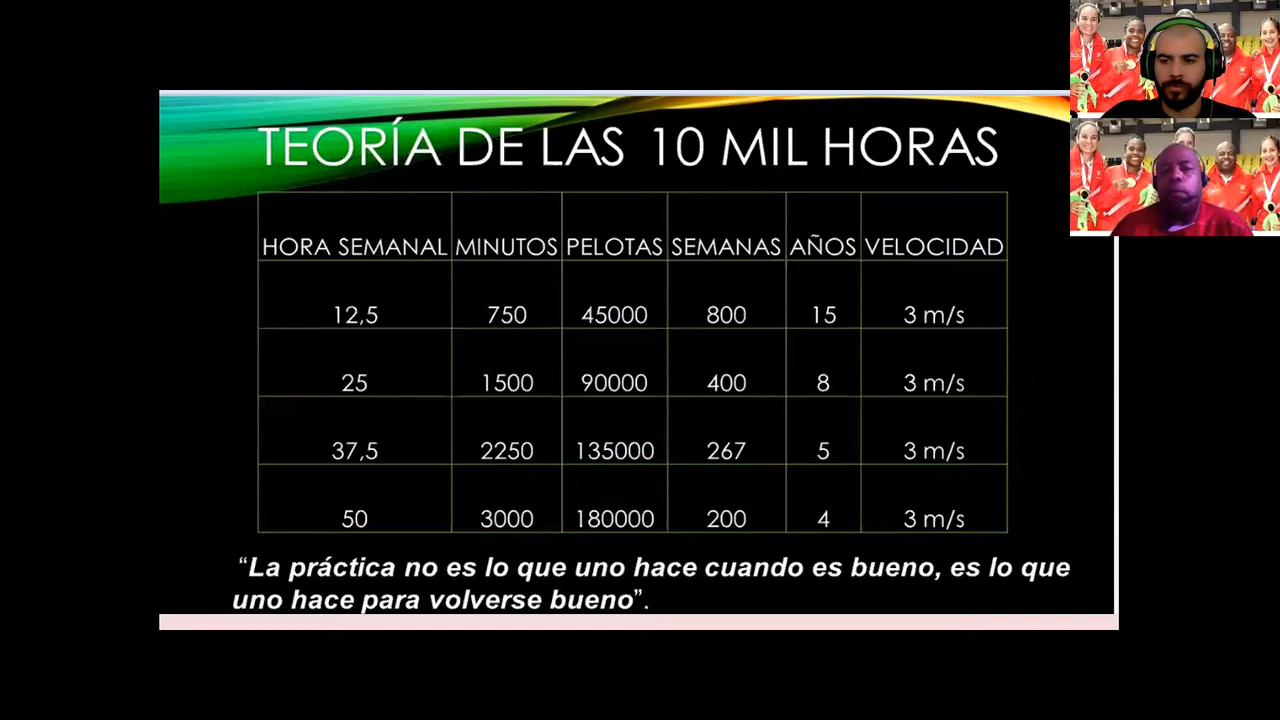 TEORÍA DE LAS 10 MIL HORAS
HORA SEMANAL MINUTOS PELOTAS SEMANAS AÑOS VELOCIDAD
12,5 750 45000 800 15 3 m/s
25 1500 90000 400 8 3 m/s
37,5 2250 135000 267 5 3 m/s
50 3000 180000 200 4 3 m/s
“La práctica no es lo que uno hace cuando es bueno, es lo que
uno hace para volverse bueno”.